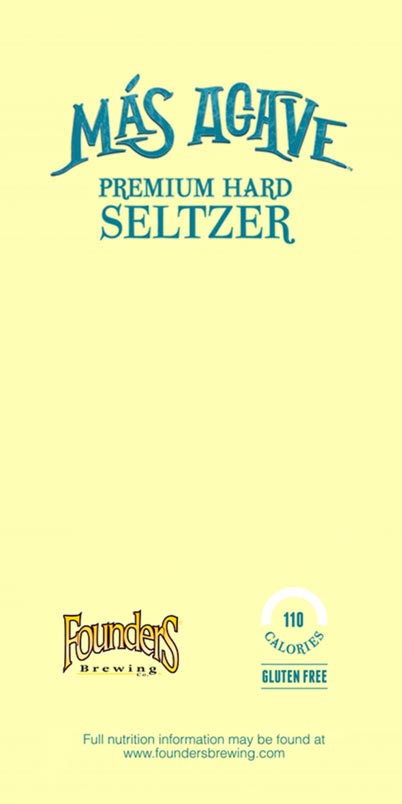 MÁS AGAVE™
PREMIUM HARD
SELTZER
Founders
Brewing
Co.
110
CALORIES
GLUTEN FREE
Full nutrition information may be found at
www.foundersbrewing.com